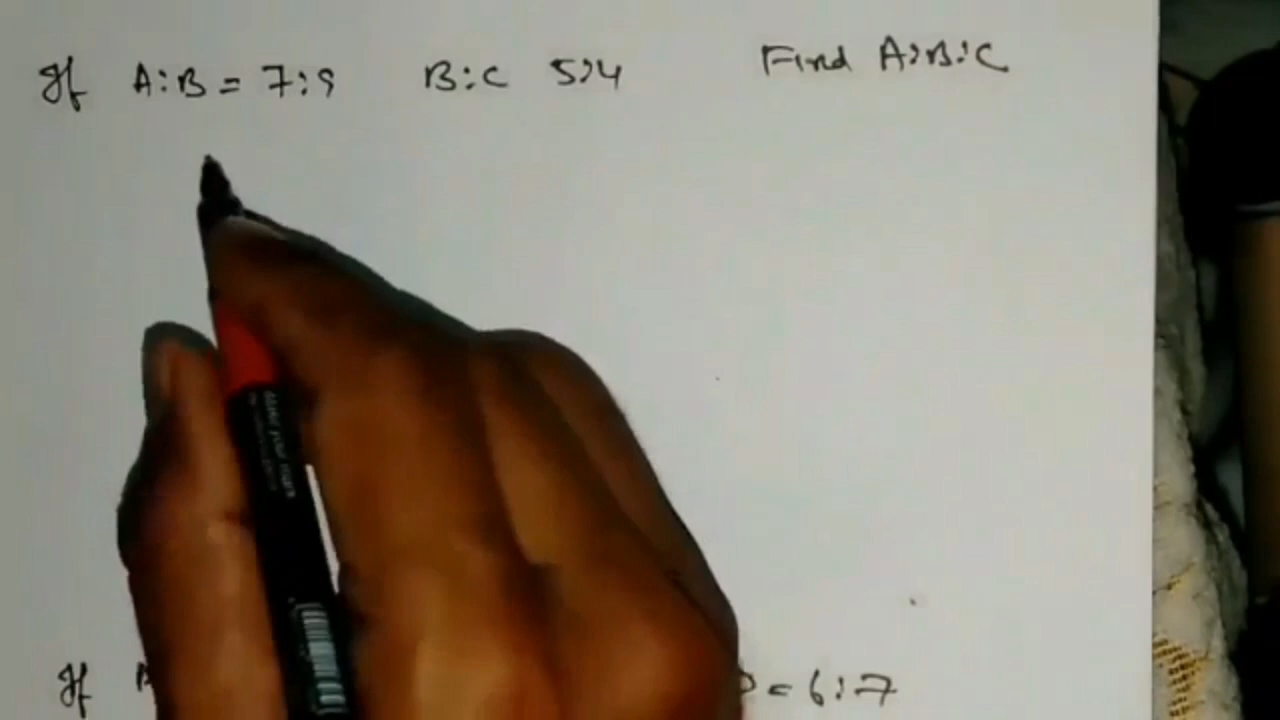 If A:B = 7:9 B:C 5:4 Find A:B:C
If = 6:7